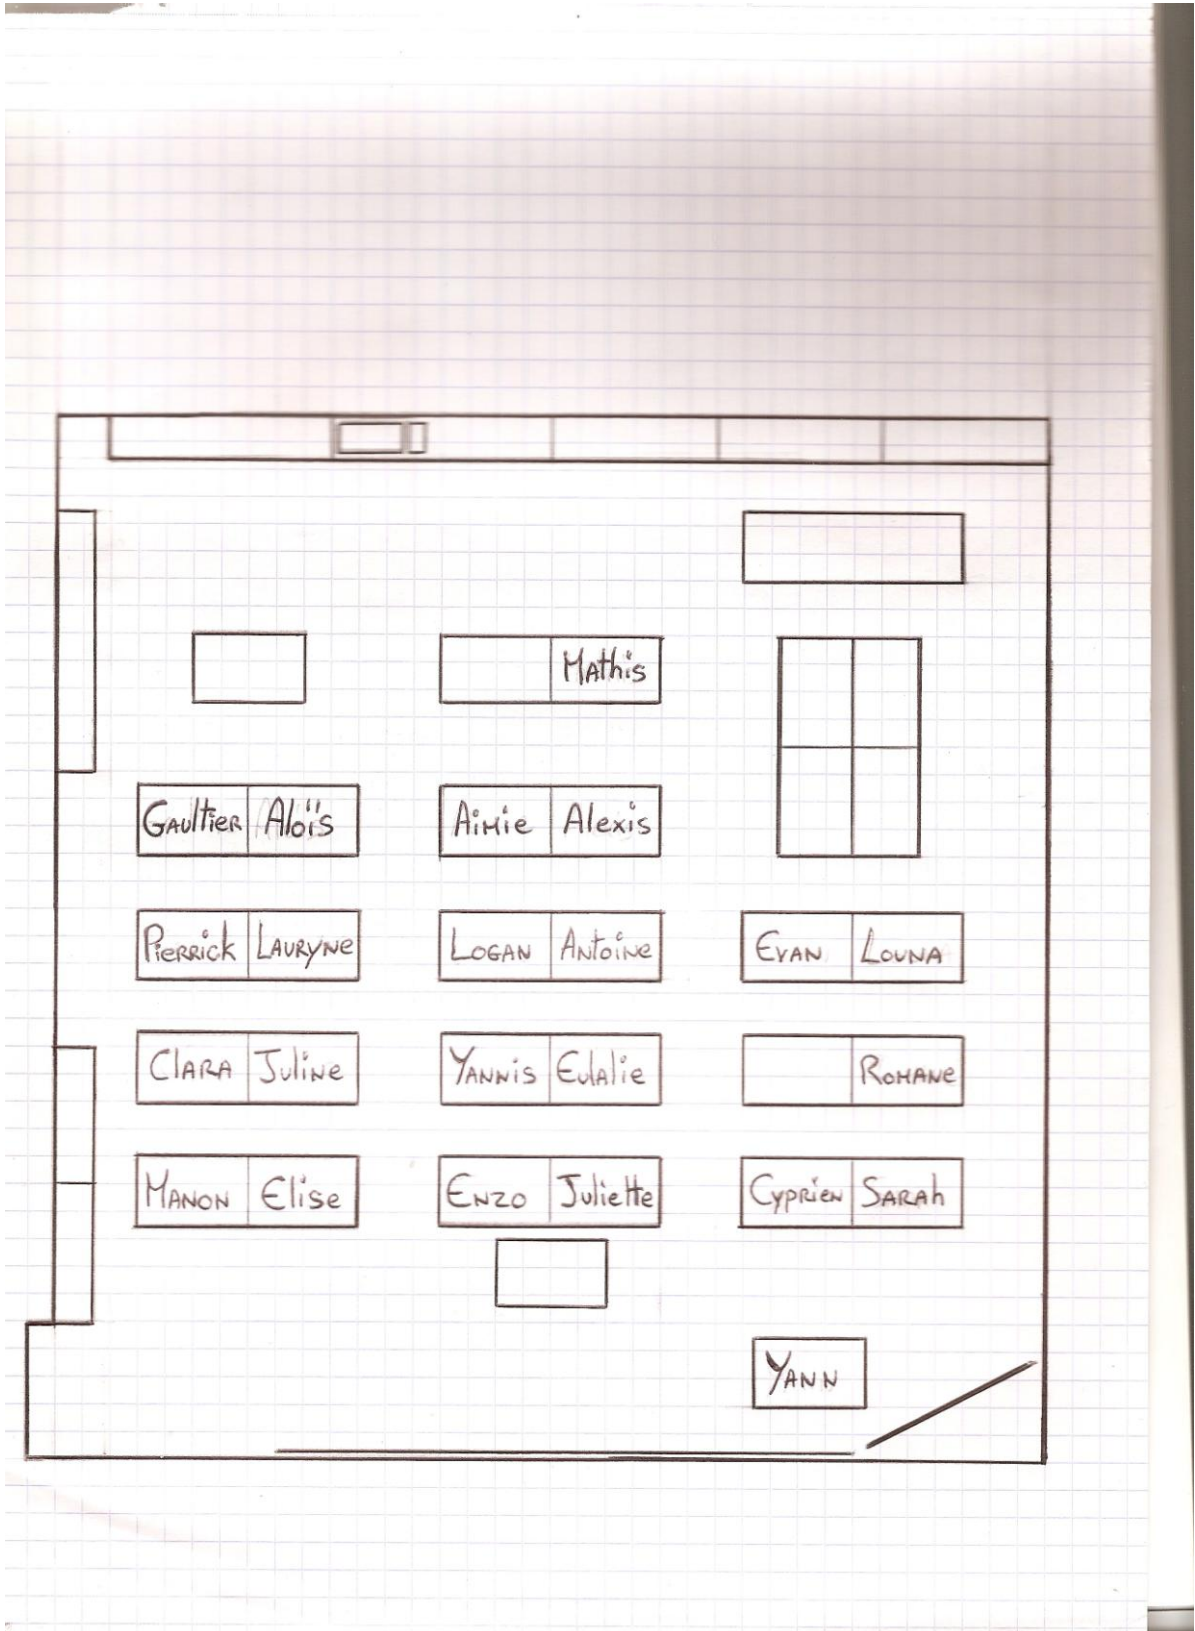 Mathis
Gaultier Aloïs Aimie Alexis
Pierrick Lauryne Logan Antoine Evan Louna
Clara Juline Yannis Eulalie Romane
Manon Elise Enzo Juliette Cyprien Sarah
Yann